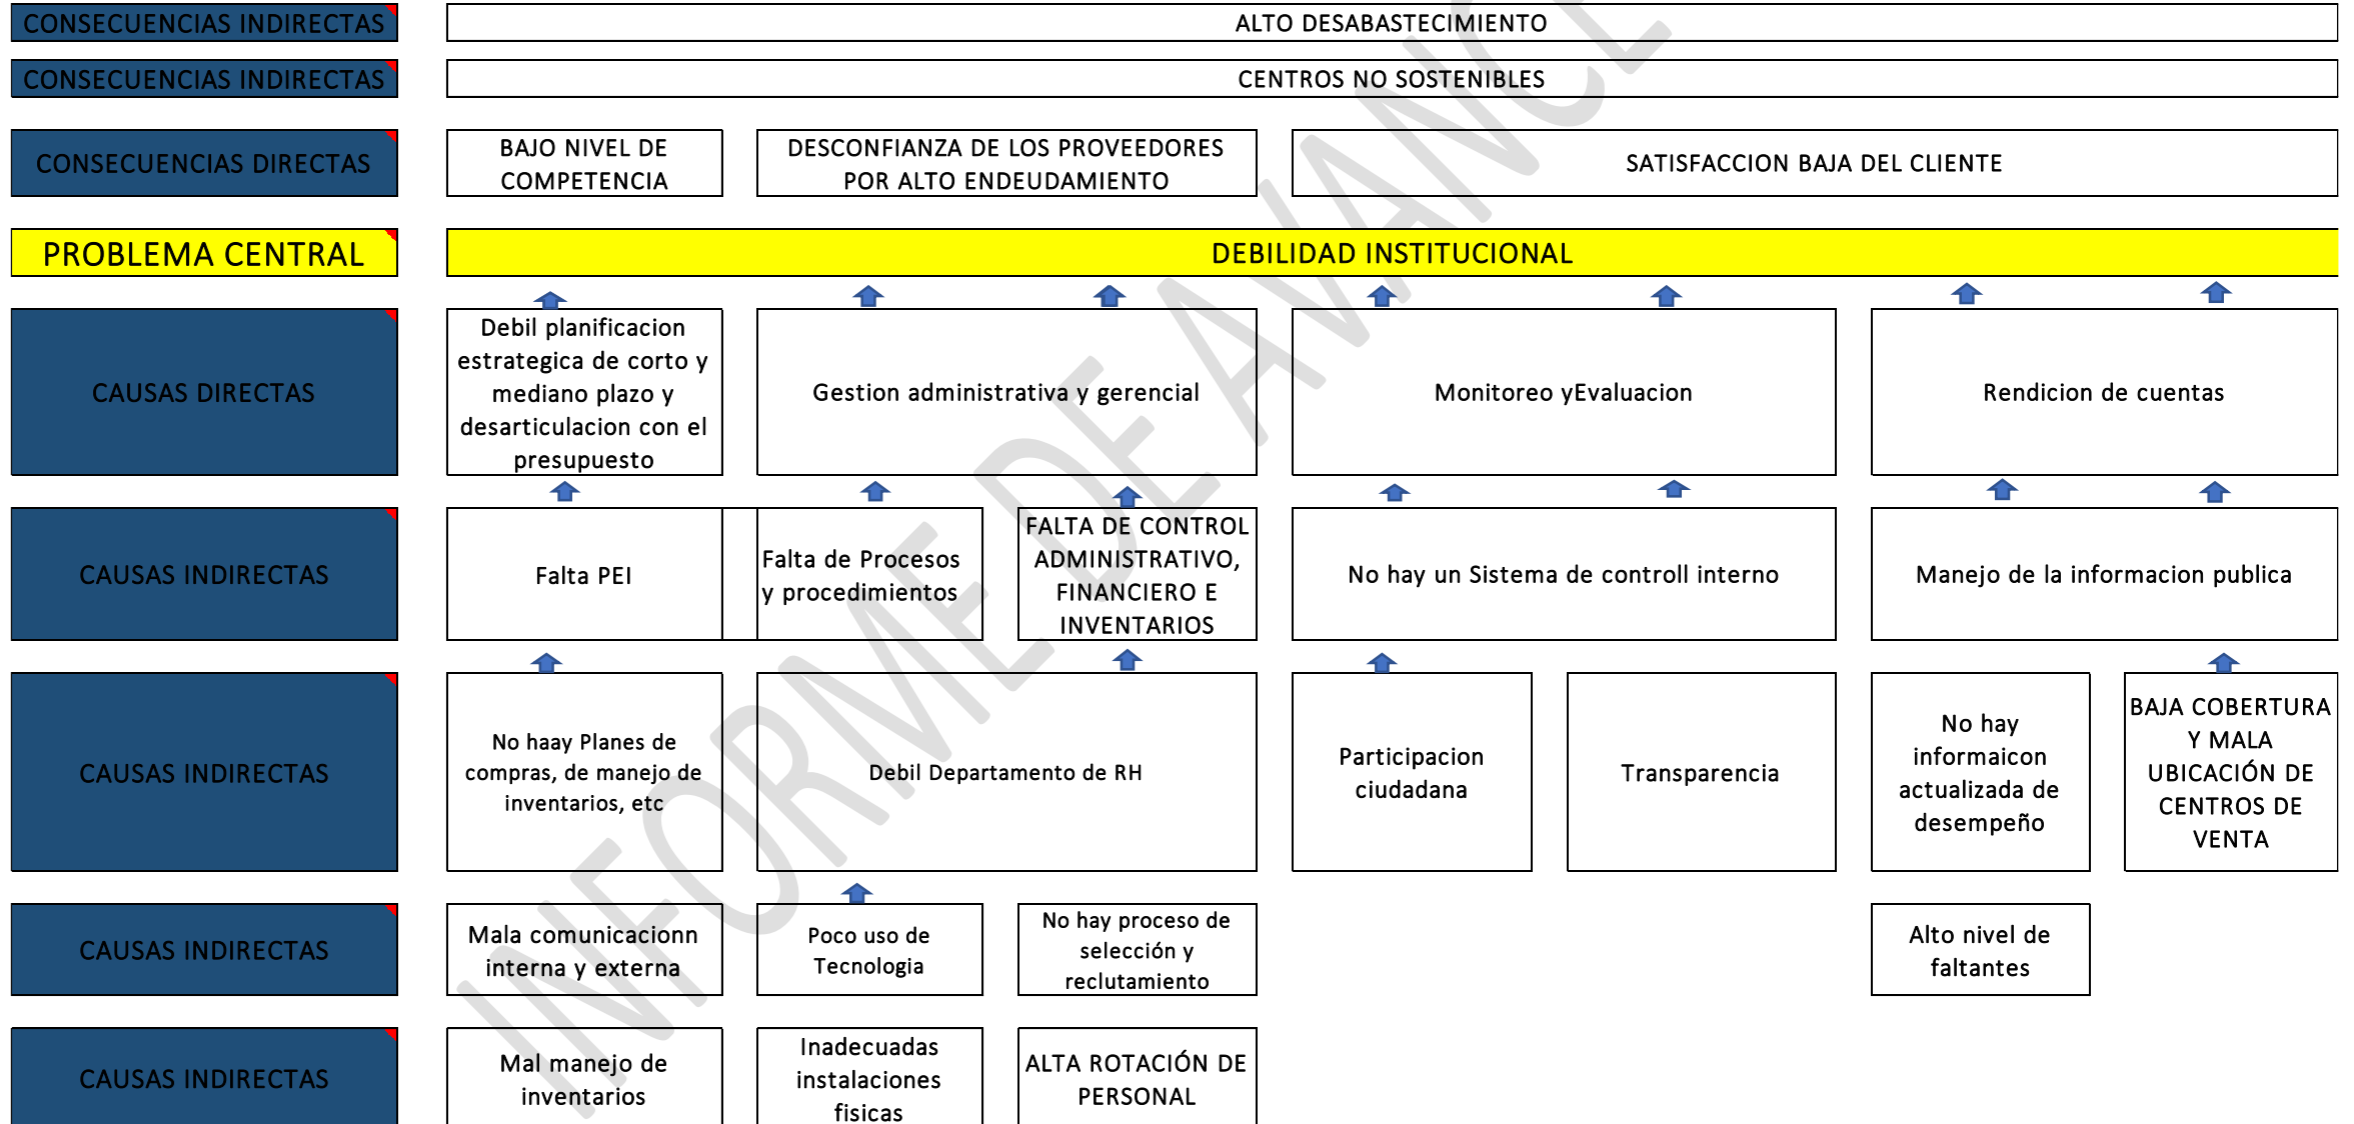 CONSECUENCIAS INDIRECTAS
ALTO DESABASTECIMIENTO
CONSECUENCIAS INDIRECTAS
CENTROS NO SOSTENIBLES
CONSECUENCIAS DIRECTAS
BAJO NIVEL DE
COMPETENCIA
DESCONFIANZA DE LOS PROVEEDORES
POR ALTO ENDEUDAMIENTO
SATISFACCION BAJA DEL CLIENTE
PROBLEMA CENTRAL
DEBILIDAD INSTITUCIONAL
CAUSAS DIRECTAS
Debil planificacion
estrategica de corto y
mediano plazo y
desarticulacion con el
presupuesto
Gestion administrativa y gerencial
Monitoreo yEvaluacion
Rendicion de cuentas
CAUSAS INDIRECTAS
Falta PEI
Falta de Procesos
y procedimientos
FALTA DE CONTROL
ADMINISTRATIVO,
FINANCIERO E
INVENTARIOS
No hay un Sistema de controll interno
Manejo de la informacion publica
CAUSAS INDIRECTAS
No haay Planes de
compras, de manejo de
inventarios, etc
Debil Departamento de RH
Participacion
ciudadana
Transparencia
No hay
informaicon
actualizada de
desempeño
BAJA COBERTURA
Y MALA
UBICACIÓN DE
CENTROS DE
VENTA
CAUSAS INDIRECTAS
Mala comunicacionn
interna y externa
Poco uso de
Tecnologia
No hay proceso de
selección y
reclutamiento
Alto nivel de
faltantes
CAUSAS INDIRECTAS
Mal manejo de
inventarios
Inadecuadas
instalaciones
fisicas
ALTA ROTACIÓN DE
PERSONAL
INFORME DE AVANCE